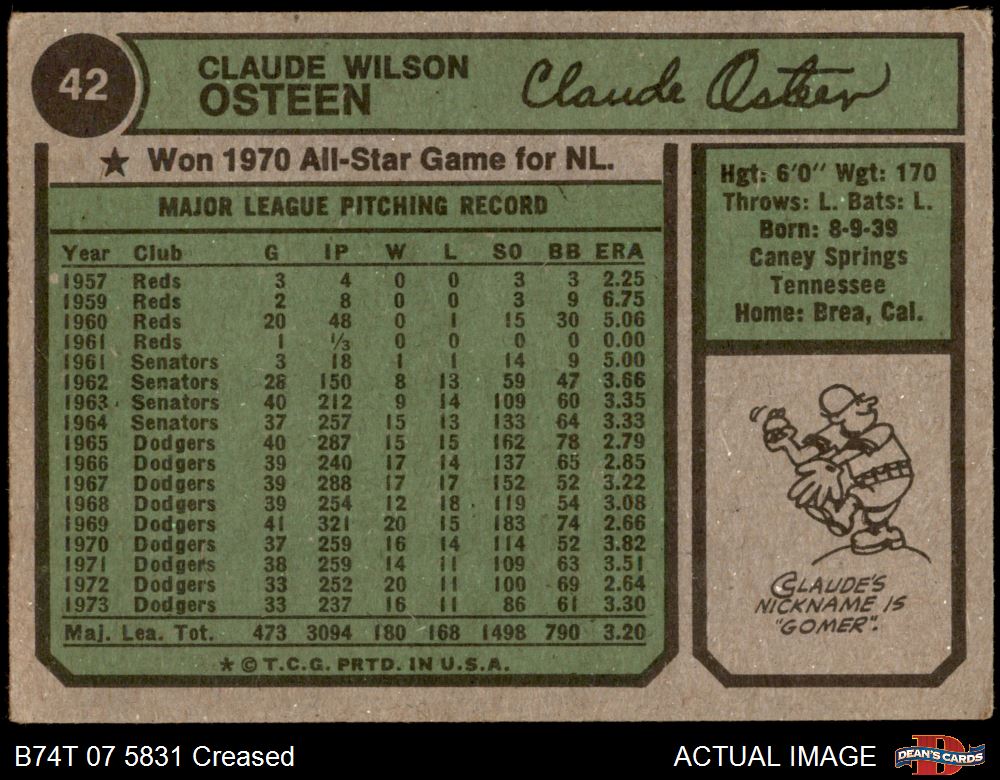 42
CLAUDE WILSON
OSTEEN
Claude Osteen
★ Won 1970 All-Star Game for NL.
MAJOR LEAGUE PITCHING RECORD
Year Club G IP W L SO BB ERA
1957 Reds 3 4 0 0 3 3 2.25
1959 Reds 2 8 0 0 3 9 6.75
1960 Reds 20 48 0 1 15 30 5.06
1961 Reds 1 1/3 0 0 0 0 0.00
1961 Senators 3 18 1 1 14 9 5.00
1962 Senators 28 150 8 13 59 47 3.66
1963 Senators 40 212 9 14 109 60 3.35
1964 Senators 37 257 15 13 133 64 3.33
1965 Dodgers 40 287 15 15 162 78 2.79
1966 Dodgers 39 240 17 14 137 65 2.85
1967 Dodgers 39 288 17 17 152 52 3.22
1968 Dodgers 39 254 12 18 119 54 3.08
1969 Dodgers 41 321 20 15 183 74 2.66
1970 Dodgers 37 259 16 14 114 52 3.82
1971 Dodgers 38 259 14 11 109 63 3.51
1972 Dodgers 33 252 20 11 100 69 2.64
1973 Dodgers 33 237 16 11 86 61 3.30
Maj. Lea. Tot. 473 3094 180 168 1498 790 3.20
★ © T.C.G. PRTD. IN U.S.A.
Hgt: 6'0" Wgt: 170
Throws: L. Bats: L.
Born: 8-9-39
Caney Springs
Tennessee
Home: Brea, Cal.
CLAUDE'S
NICKNAME IS
"GOMER".
B74T 07 5831 Creased
ACTUAL IMAGE
DEAN'S CARDS